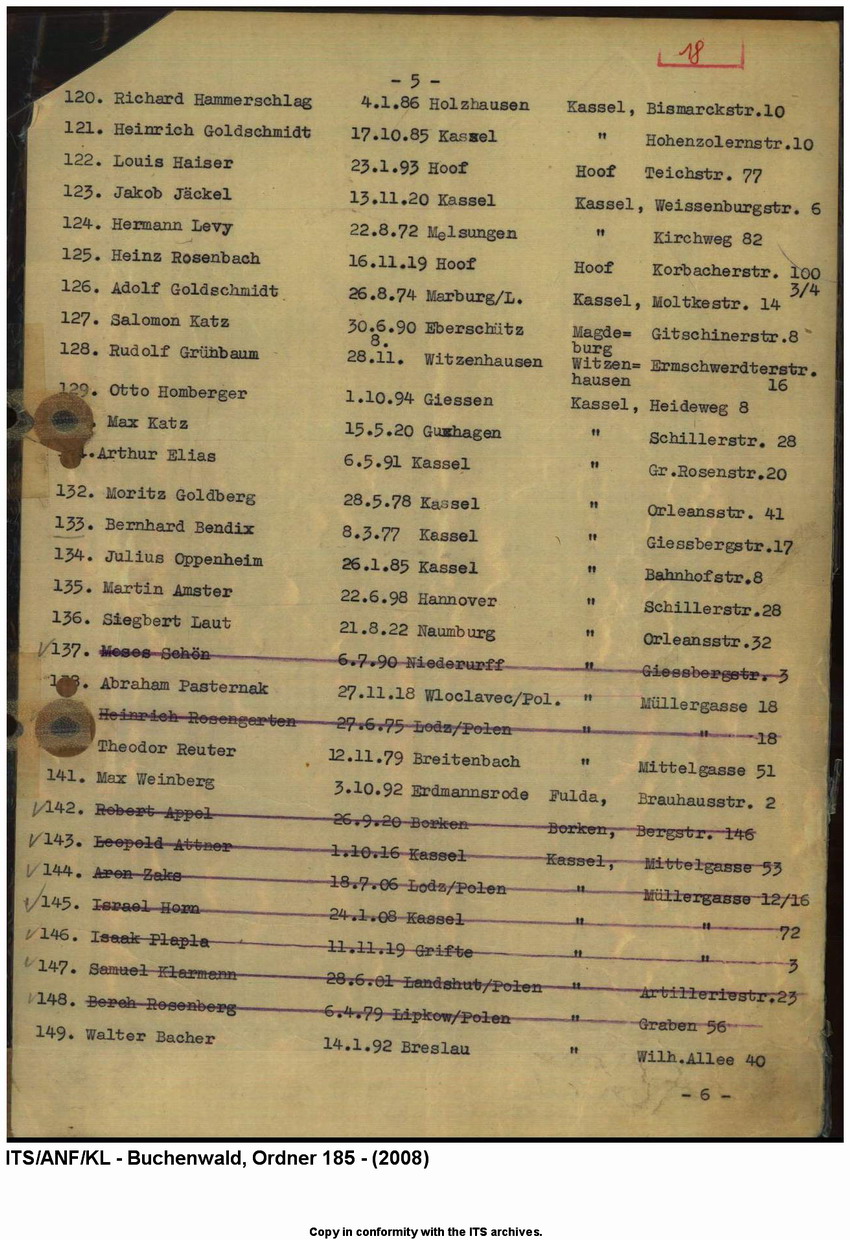 18
- 5 -
120. Richard Hammerschlag 4.1.86 Holzhausen Kassel, Bismarckstr.10
121. Heinrich Goldschmidt 17.10.85 Kassel " Hohenzolernstr.10
122. Louis Haiser 23.1.93 Hoof Hoof Teichstr. 77
123. Jakob Jäckel 13.11.20 Kassel Kassel, Weissenburgstr. 6
124. Hermann Levy 22.8.72 Melsungen " Kirchweg 82
125. Heinz Rosenbach 16.11.19 Hoof Hoof Korbacherstr. 100
3/4
126. Adolf Goldschmidt 26.8.74 Marburg/L. Kassel, Moltkestr. 14
127. Salomon Katz 30.6.90 Eberschütz Magde= Gitschinerstr.8
8. burg
128. Rudolf Grünbaum 28.11. Witzenhausen Witzen= Ermschwerdterstr.
hausen 16
129. Otto Homberger 1.10.94 Giessen Kassel, Heideweg 8
. Max Katz 15.5.20 Guxhagen " Schillerstr. 28
.Arthur Elias 6.5.91 Kassel " Gr.Rosenstr.20
132. Moritz Goldberg 28.5.78 Kassel " Orleansstr. 41
133. Bernhard Bendix 8.3.77 Kassel " Giessbergstr.17
134. Julius Oppenheim 26.1.85 Kassel " Bahnhofstr.8
135. Martin Amster 22.6.98 Hannover " Schillerstr.28
136. Siegbert Laut 21.8.22 Naumburg " Orleansstr.32
137. Moses Schön 6.7.90 Niederurff " Giessbergstr. 3
138. Abraham Pasternak 27.11.18 Wloclavec/Pol. " Müllergasse 18
Heinrich Rosengarten 27.6.75 Lodz/Polen " " 18
Theodor Reuter 12.11.79 Breitenbach " Mittelgasse 51
141. Max Weinberg 3.10.92 Erdmannsrode Fulda, Brauhausstr. 2
142. Robert Appel 26.9.20 Borken Borken, Bergstr. 146
143. Leopold Attner 1.10.16 Kassel Kassel, Mittelgasse 53
144. Aron Zaks 18.7.06 Lodz/Polen " Müllergasse 12/16
145. Israel Horn 24.1.08 Kassel " " 72
146. Isaak Plapla 11.11.19 Grifte " " 3
147. Samuel Klarmann 28.6.01 Landshut/Polen " Artilleriestr.23
148. Berch Rosenberg 6.4.79 Lipkow/Polen " Graben 56
149. Walter Bacher 14.1.92 Breslau " Wilh.Allee 40
- 6 -
ITS/ANF/KL - Buchenwald, Ordner 185 - (2008)
Copy in conformity with the ITS archives.